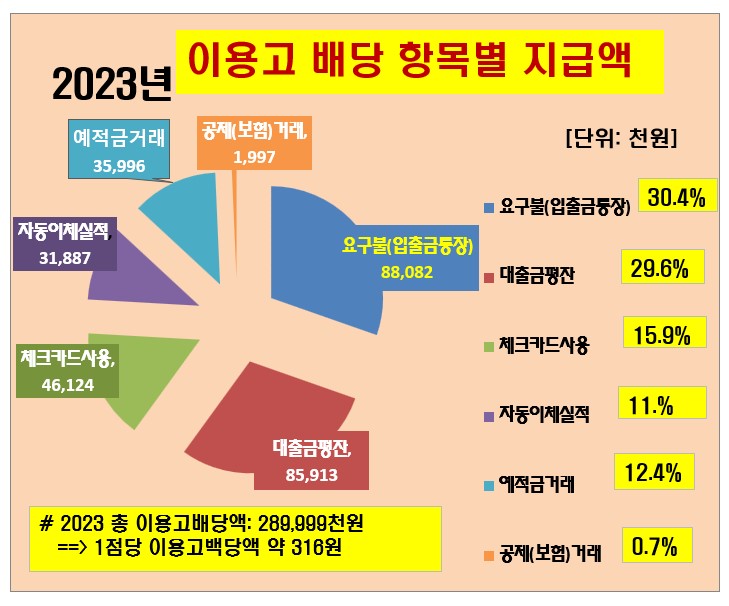 2023년 이용고 배당 항목별 지급액
[단위: 천원]
예적금거래
35,996
공제(보험)거래,
1,997
자동이체실적,
31,887
요구불(입출금통장)
88,082
체크카드사용,
46,124
대출금평잔,
85,913
요구불(입출금통장) 30.4%
대출금평잔 29.6%
체크카드사용 15.9%
자동이체실적 11.%
예적금거래 12.4%
공제(보험)거래 0.7%
# 2023 총 이용고배당액: 289,999천원
==> 1점당 이용고백당액 약 316원